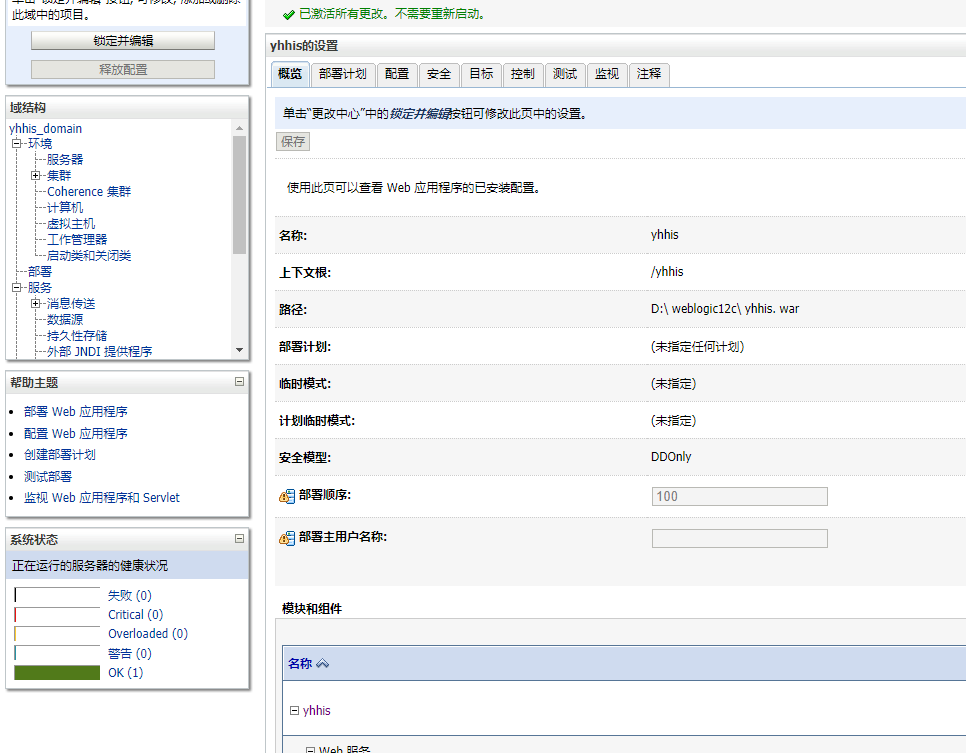 此域中的项目。
锁定并编辑
释放配置
域结构
yhhis_domain
环境
服务器
集群
Coherence 集群
计算机
虚拟主机
工作管理器
启动类和关闭类
部署
服务
消息传送
数据源
持久性存储
外部 JNDI 提供程序
帮助主题
部署 Web 应用程序
配置 Web 应用程序
创建部署计划
测试部署
监视 Web 应用程序和 Servlet
系统状态
正在运行的服务器的健康状况
失败 (0)
Critical (0)
Overloaded (0)
警告 (0)
OK (1)
已激活所有更改。不需要重新启动。
yhhis的设置
概览 部署计划 配置 安全 目标 控制 测试 监视 注释
单击“更改中心”中的锁定并编辑按钮可修改此页中的设置。
保存
使用此页可以查看 Web 应用程序的已安装配置。
名称: yhhis
上下文根: /yhhis
路径: D:\ weblogic12c\ yhhis. war
部署计划: (未指定任何计划)
临时模式: (未指定)
计划临时模式: (未指定)
安全模型: DDOnly
部署顺序: 100
部署主用户名称:
模块和组件
名称
yhhis
Web 服务